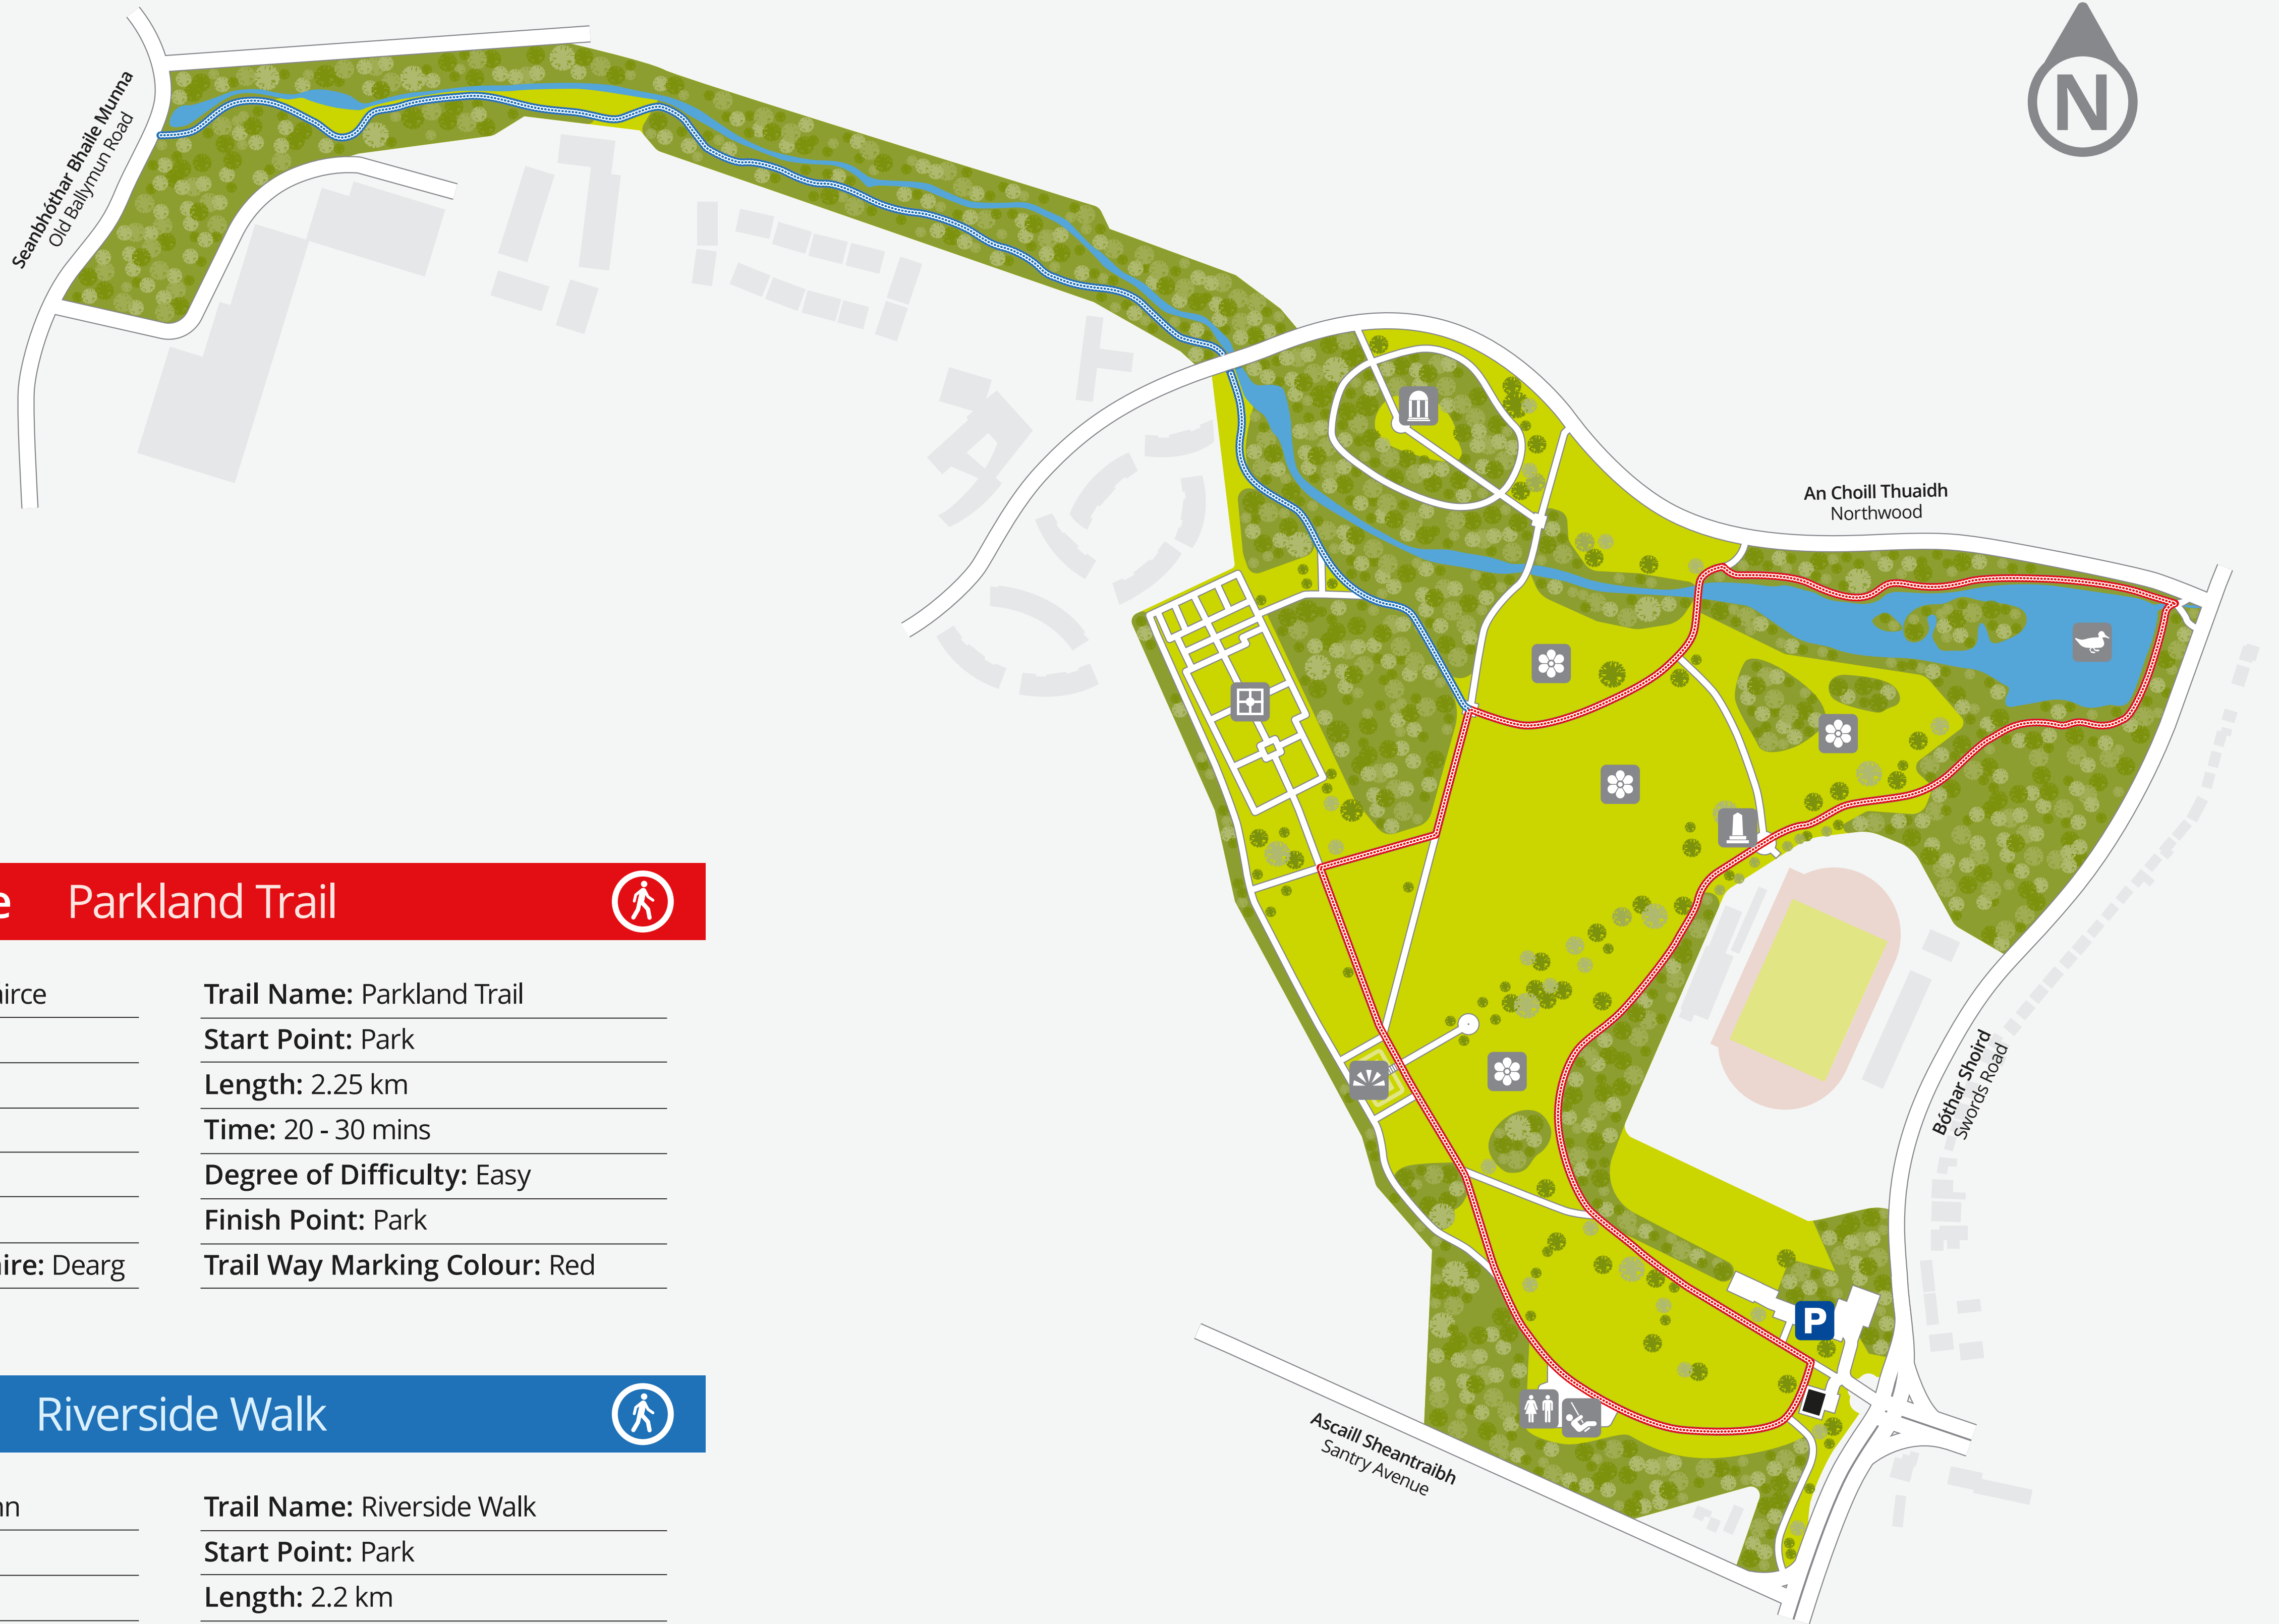 N
Seanbhóthar Bhaile Munna
Old Ballymun Road
An Choill Thuaidh
Northwood
Bóthar Shoird
Swords Road
P
Ascaill Sheantraibh
Santry Avenue
e Parkland Trail
airce
Trail Name: Parkland Trail
Start Point: Park
Length: 2.25 km
Time: 20 - 30 mins
Degree of Difficulty: Easy
Finish Point: Park
ire: Dearg
Trail Way Marking Colour: Red
Riverside Walk
nn
Trail Name: Riverside Walk
Start Point: Park
Length: 2.2 km